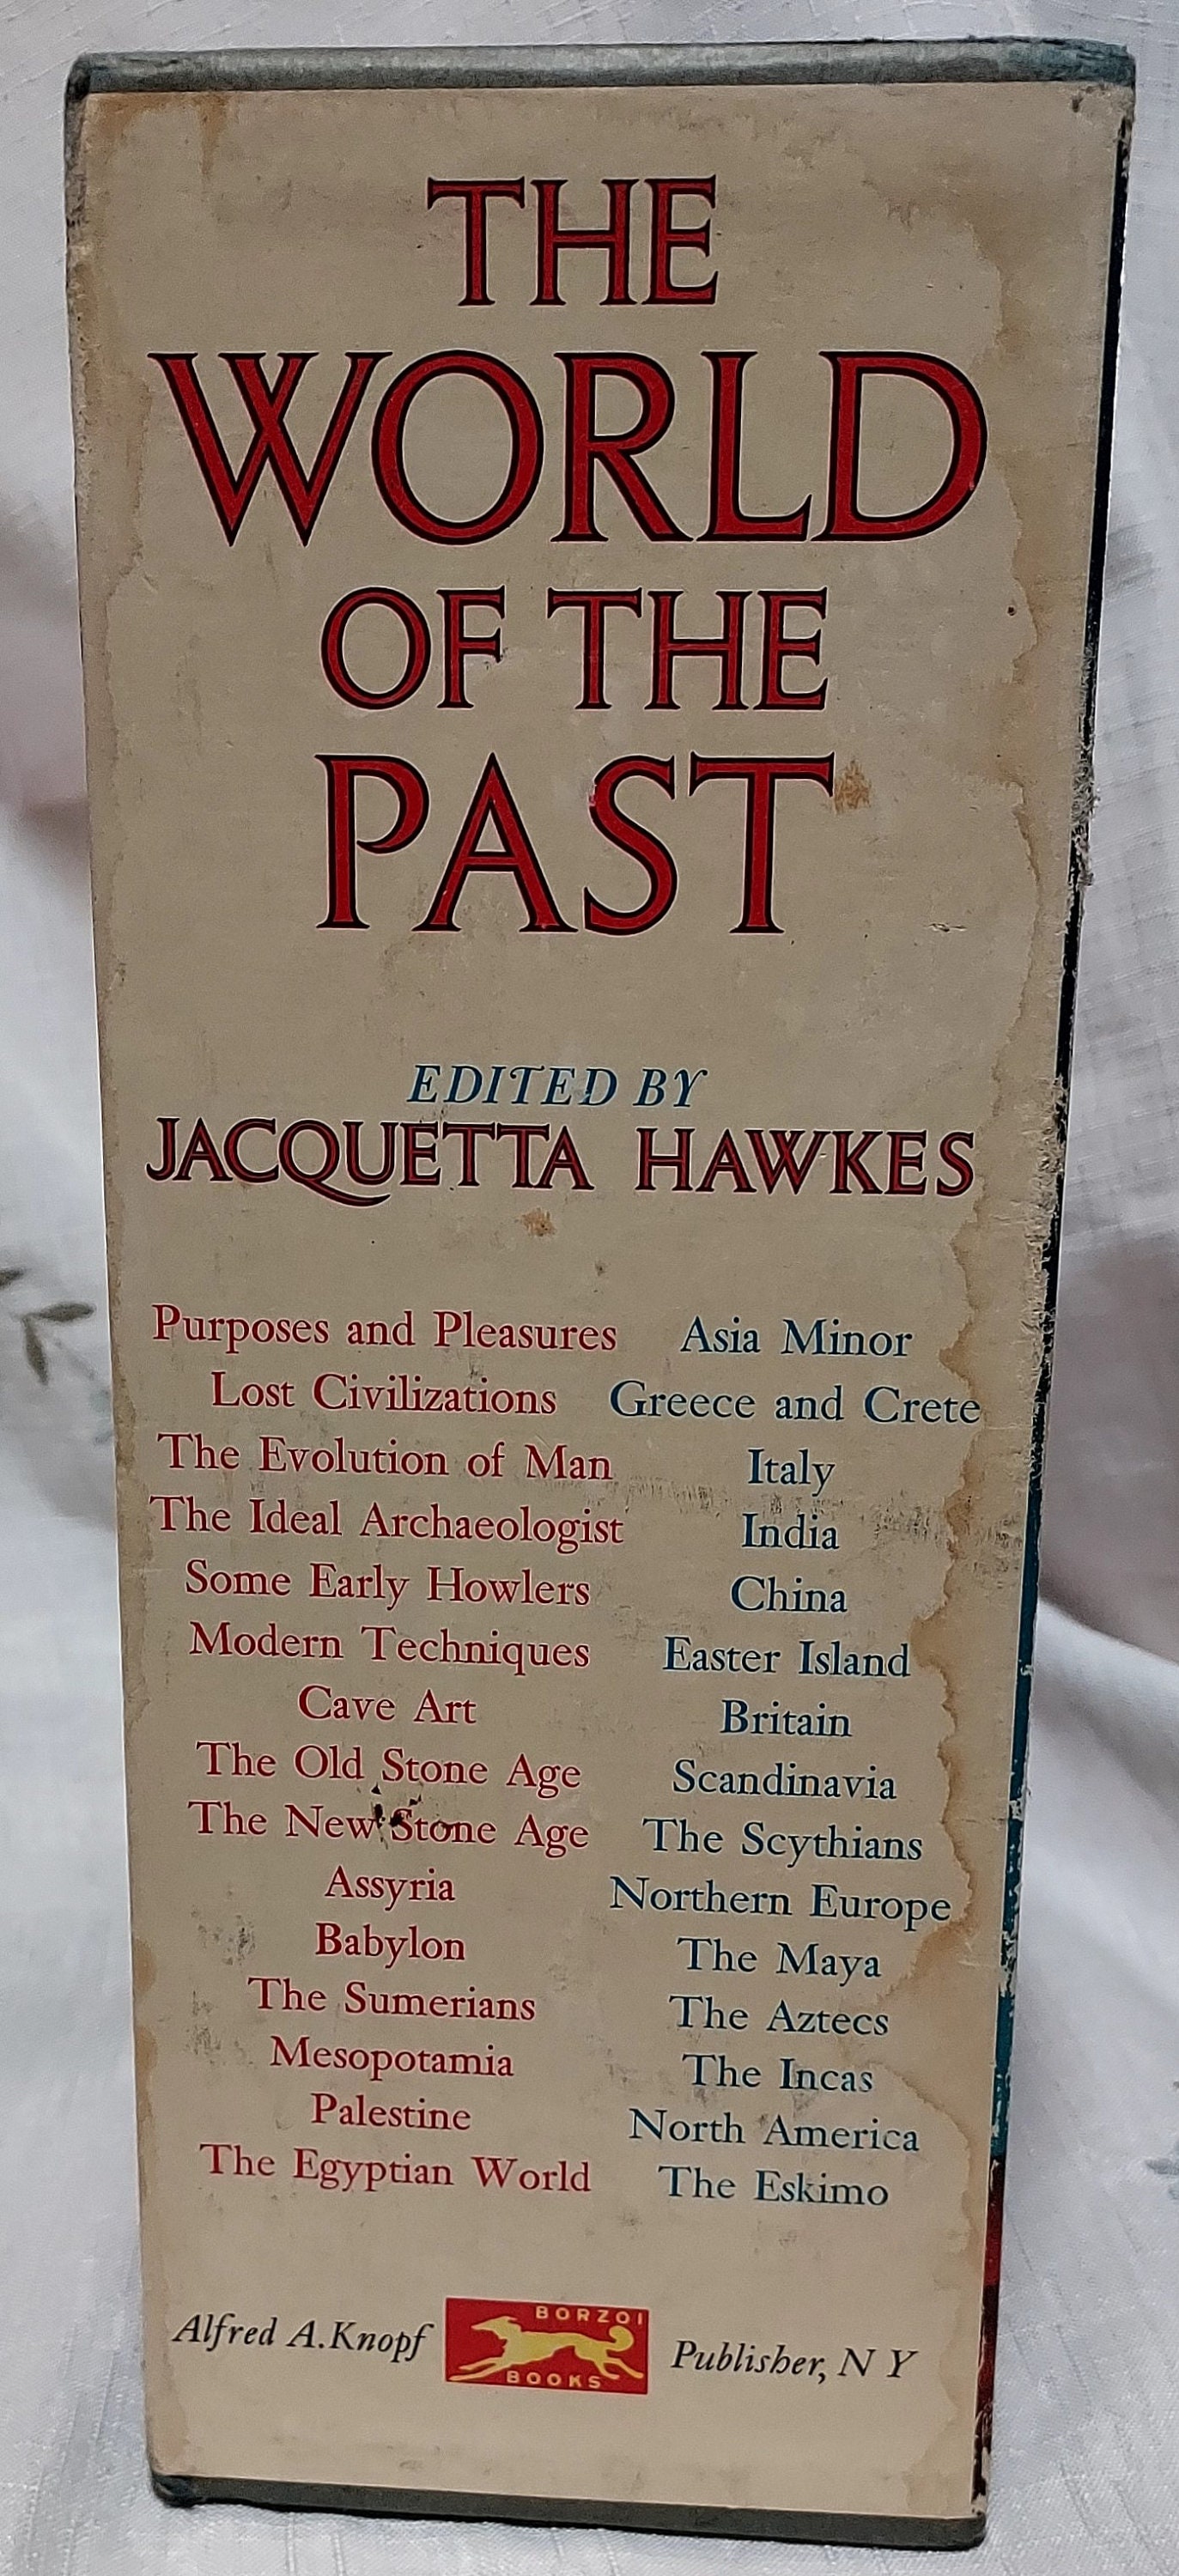 THE
WORLD
OF THE
PAST
EDITED BY
JACQUETTA HAWKES
Purposes and Pleasures
Lost Civilizations
The Evolution of Man
The Ideal Archaeologist
Some Early Howlers
Modern Techniques
Cave Art
The Old Stone Age
The New Stone Age
Assyria
Babylon
The Sumerians
Mesopotamia
Palestine
The Egyptian World
Asia Minor
Greece and Crete
Italy
India
China
Easter Island
Britain
Scandinavia
The Scythians
Northern Europe
The Maya
The Aztecs
The Incas
North America
The Eskimo
Alfred A. Knopf
BORZOI
BOOKS
Publisher, N Y